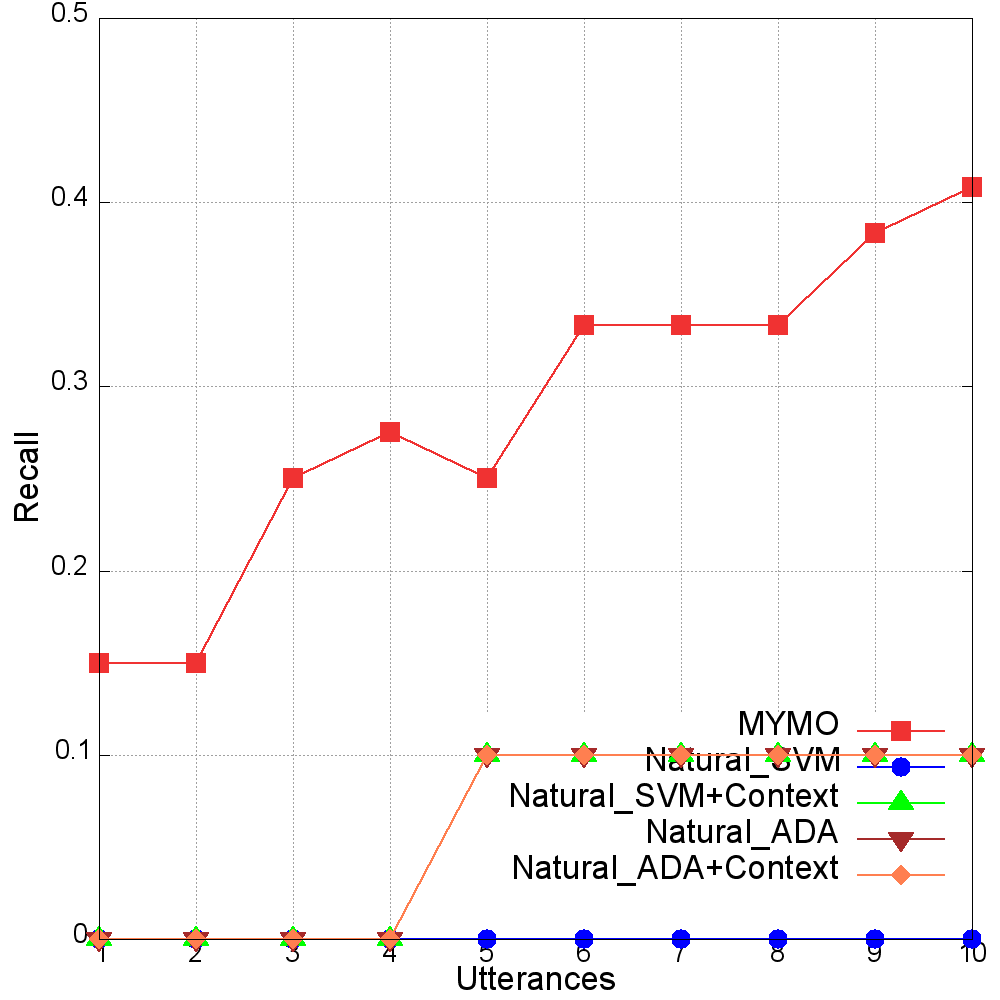 0.5
0.4
0.3
0.2
0.1
0
Recall
MYMO
Natural_SVM
Natural_SVM+Context
Natural_ADA
Natural_ADA+Context
1 2 3 4 5 6 7 8 9 10
Utterances